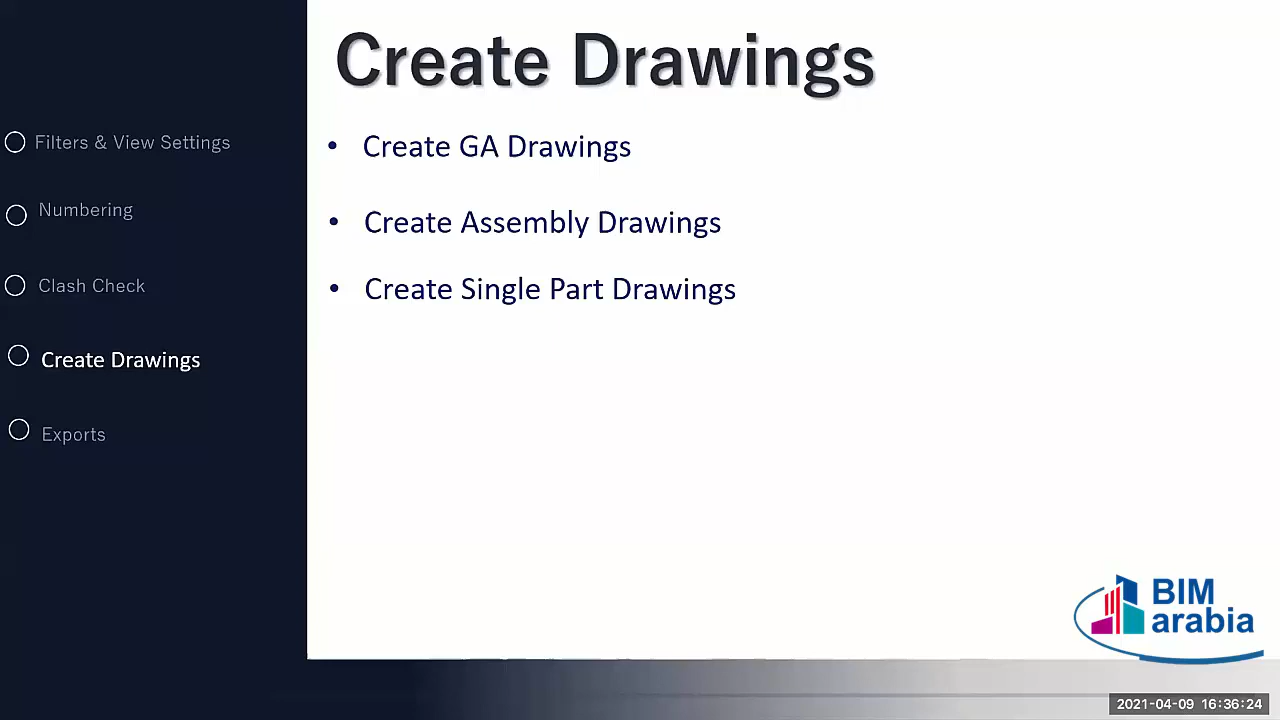 Create Drawings
Filters & View Settings
Numbering
Clash Check
Create Drawings
Exports
• Create GA Drawings
• Create Assembly Drawings
• Create Single Part Drawings
BIM
arabia
2021-04-09 16:36:24